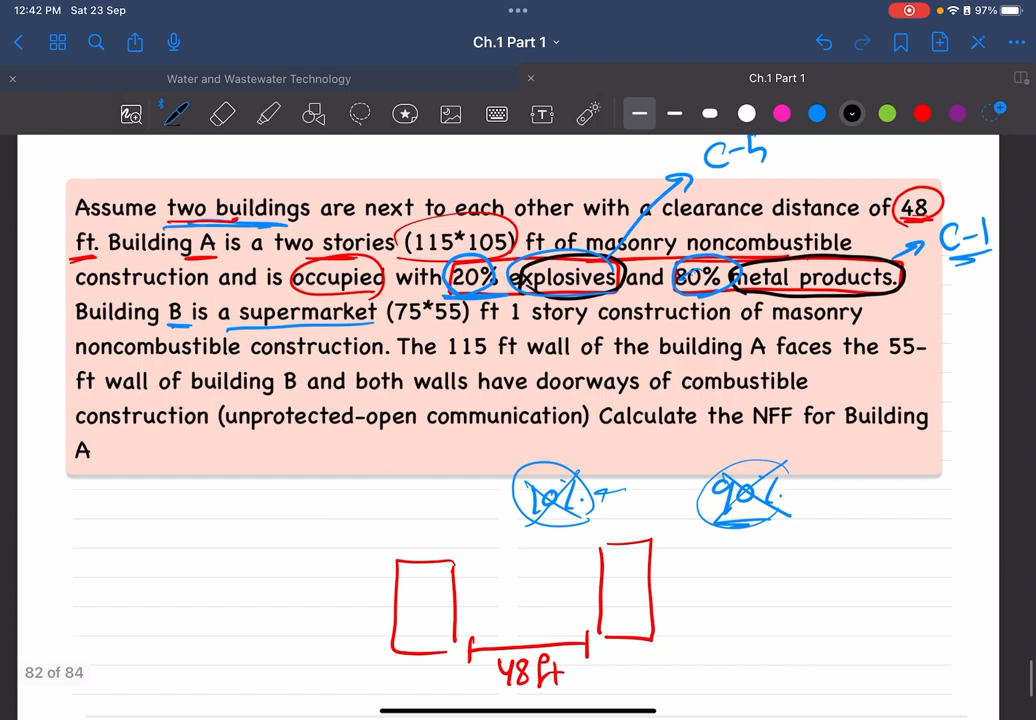 12:42 PM Sat 23 Sep
97%
Ch.1 Part 1
Water and Wastewater Technology
Ch.1 Part 1
C-5
Assume two buildings are next to each other with a clearance distance of 48
ft. Building A is a two stories (115*105) ft of masonry noncombustible
C-1
construction and is occupied with 20% explosives and 80% metal products.
Building B is a supermarket (75*55) ft 1 story construction of masonry
noncombustible construction. The 115 ft wall of the building A faces the 55-
ft wall of building B and both walls have doorways of combustible
construction (unprotected-open communication) Calculate the NFF for Building
A
10%.
90%.
48 ft
82 of 84